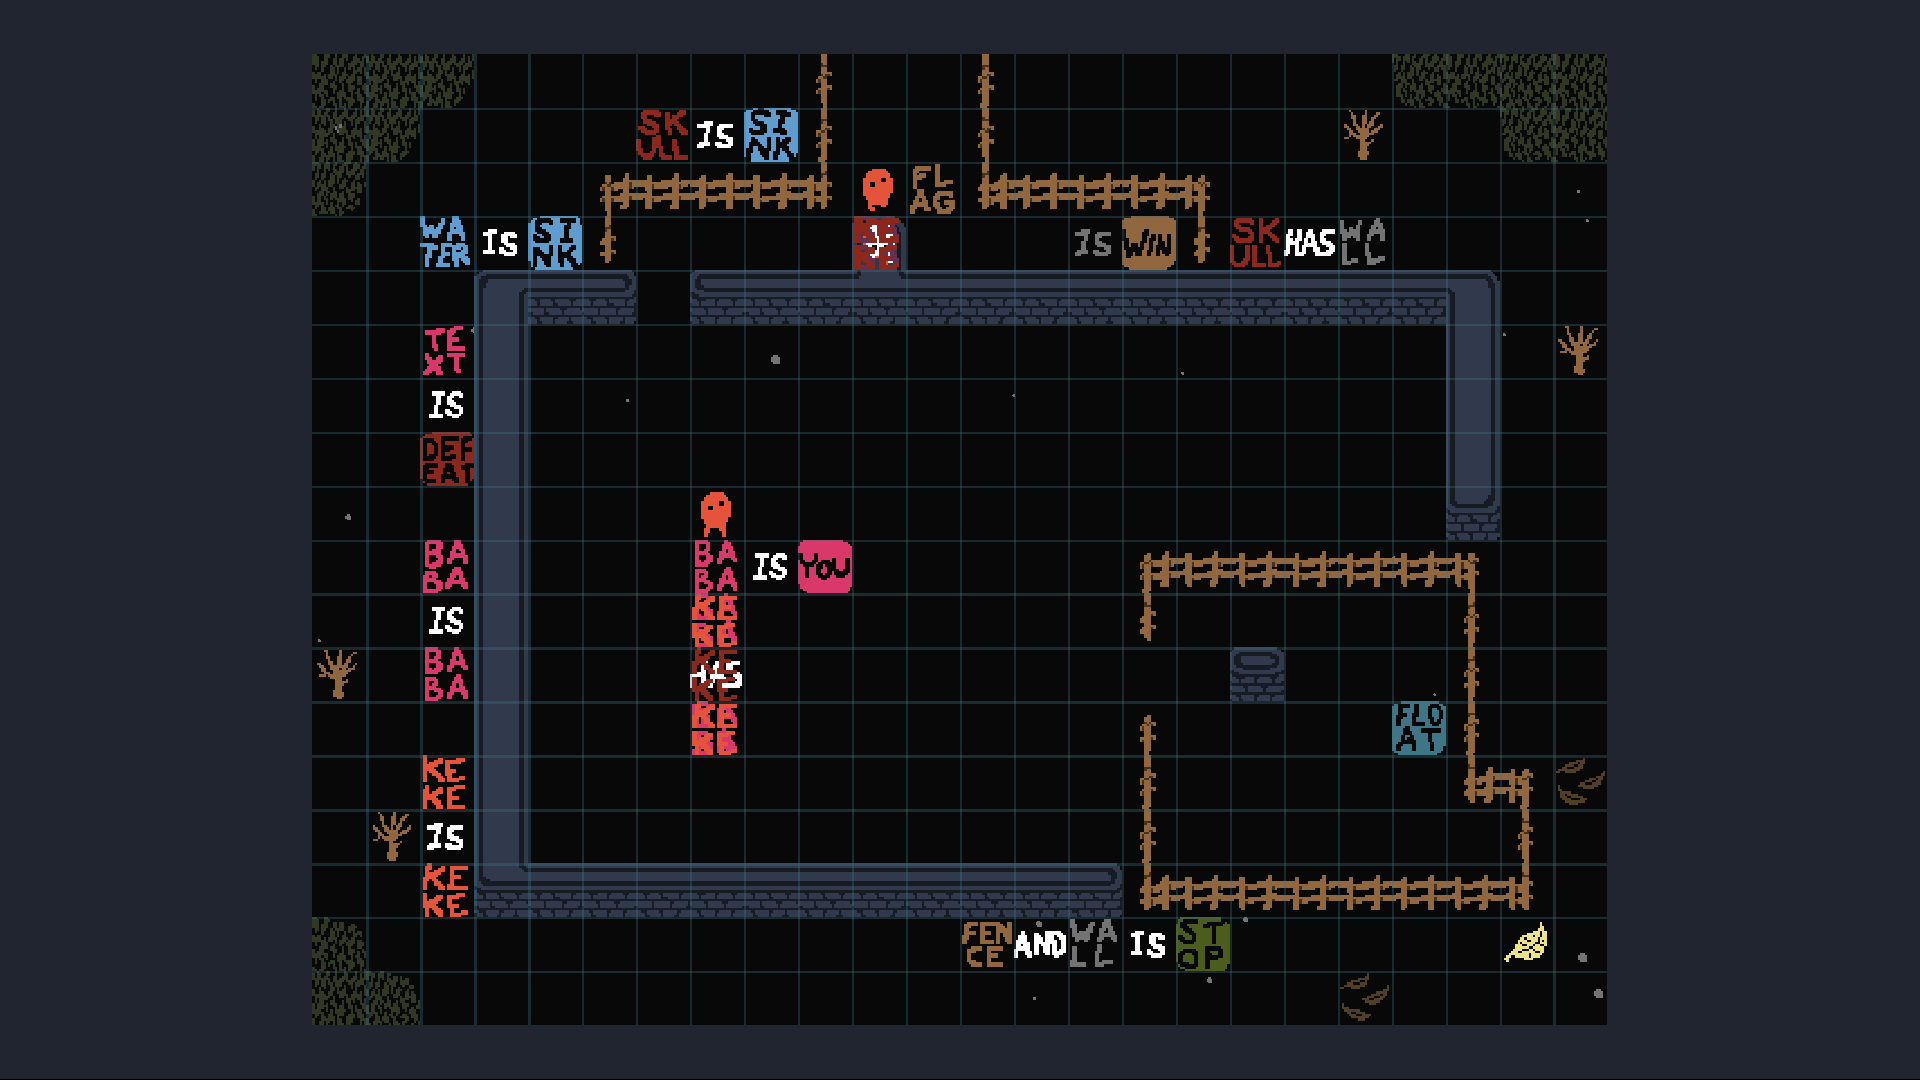 SKULL IS SINK
FLAG
WATER IS SINK
IS WIN SKULL HAS WALL
TEXT
IS
DEFEAT
BABA
IS
BABA
BABA IS YOU
KEKE
IS
KEKE
FLOAT
FENCE AND WALL IS STOP